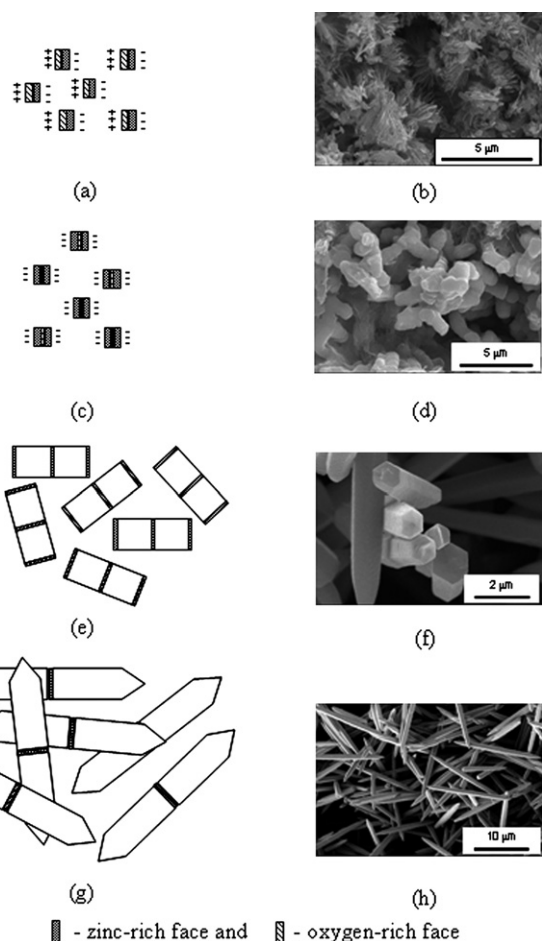 5 μm
(a)
(b)
5 μm
(c)
(d)
2 μm
(e)
(f)
10 μm
(g)
(h)
- zinc-rich face and - oxygen-rich face